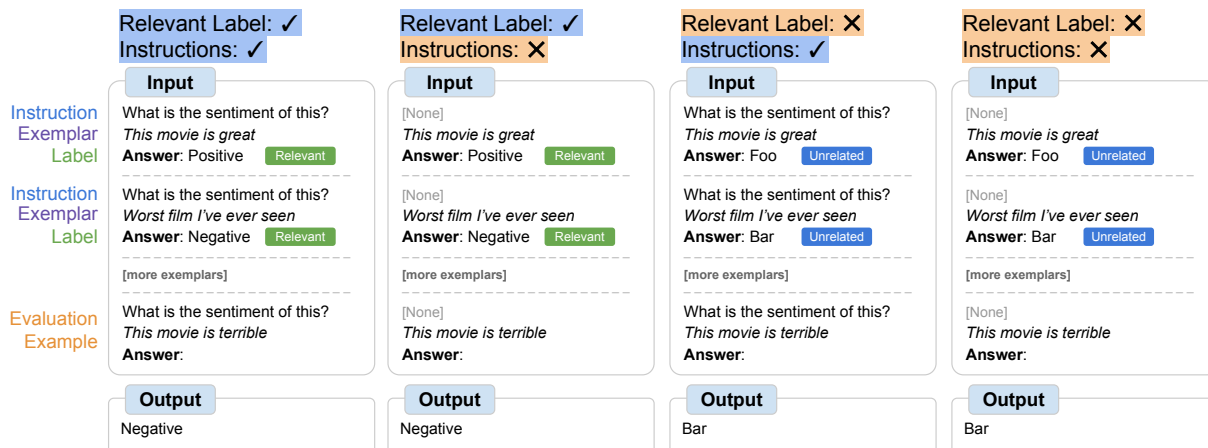 Relevant Label: ✓
Instructions: ✓
Relevant Label: ✓
Instructions: ✕
Relevant Label: ✕
Instructions: ✓
Relevant Label: ✕
Instructions: ✕
Instruction
Exemplar
Label
Instruction
Exemplar
Label
Evaluation
Example
Input
What is the sentiment of this?
This movie is great
Answer: Positive Relevant
What is the sentiment of this?
Worst film I've ever seen
Answer: Negative Relevant
[more exemplars]
What is the sentiment of this?
This movie is terrible
Answer:
Output
Negative
Input
[None]
This movie is great
Answer: Positive Relevant
[None]
Worst film I've ever seen
Answer: Negative Relevant
[more exemplars]
[None]
This movie is terrible
Answer:
Output
Negative
Input
What is the sentiment of this?
This movie is great
Answer: Foo Unrelated
What is the sentiment of this?
Worst film I've ever seen
Answer: Bar Unrelated
[more exemplars]
What is the sentiment of this?
This movie is terrible
Answer:
Output
Bar
Input
[None]
This movie is great
Answer: Foo Unrelated
[None]
Worst film I've ever seen
Answer: Bar Unrelated
[more exemplars]
[None]
This movie is terrible
Answer:
Output
Bar